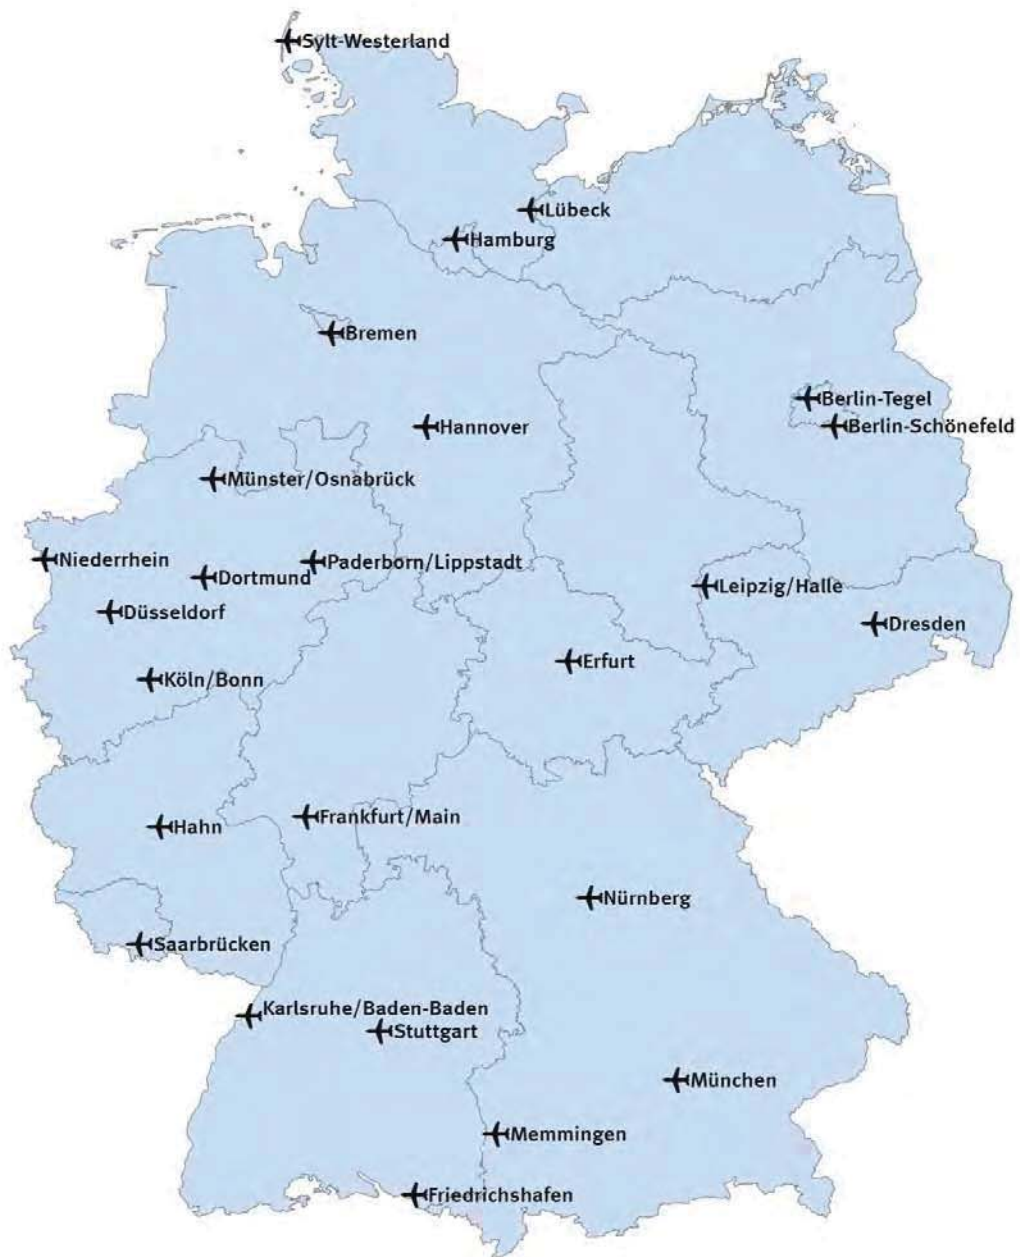 Sylt-Westerland
Lübeck
Hamburg
Bremen
Berlin-Tegel
Hannover
Berlin-Schönefeld
Münster/Osnabrück
Niederrhein
Paderborn/Lippstadt
Dortmund
Leipzig/Halle
Düsseldorf
Dresden
Erfurt
Köln/Bonn
Frankfurt/Main
Hahn
Nürnberg
Saarbrücken
Karlsruhe/Baden-Baden
Stuttgart
München
Memmingen
Friedrichshafen